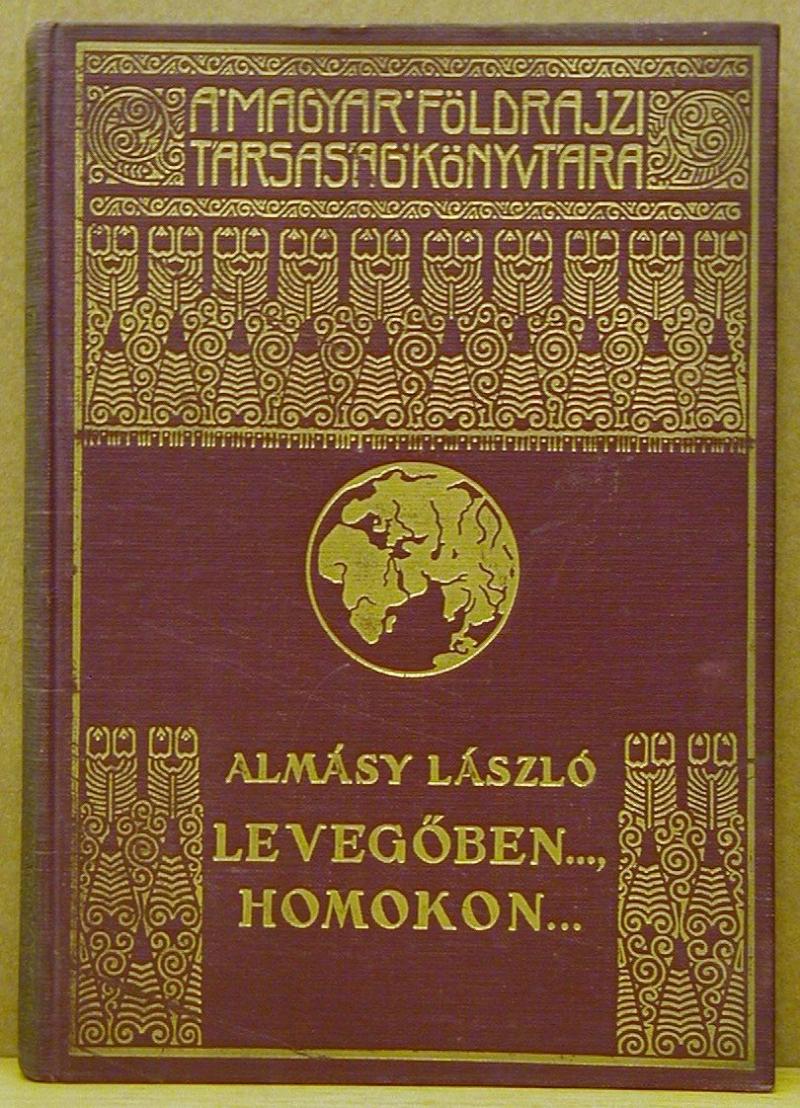 A·MAGYAR·FÖLDRAJZI
TÁRSASÁG·KÖNYVTÁRA
ALMÁSY LÁSZLÓ
LEVEGŐBEN...,
HOMOKON...